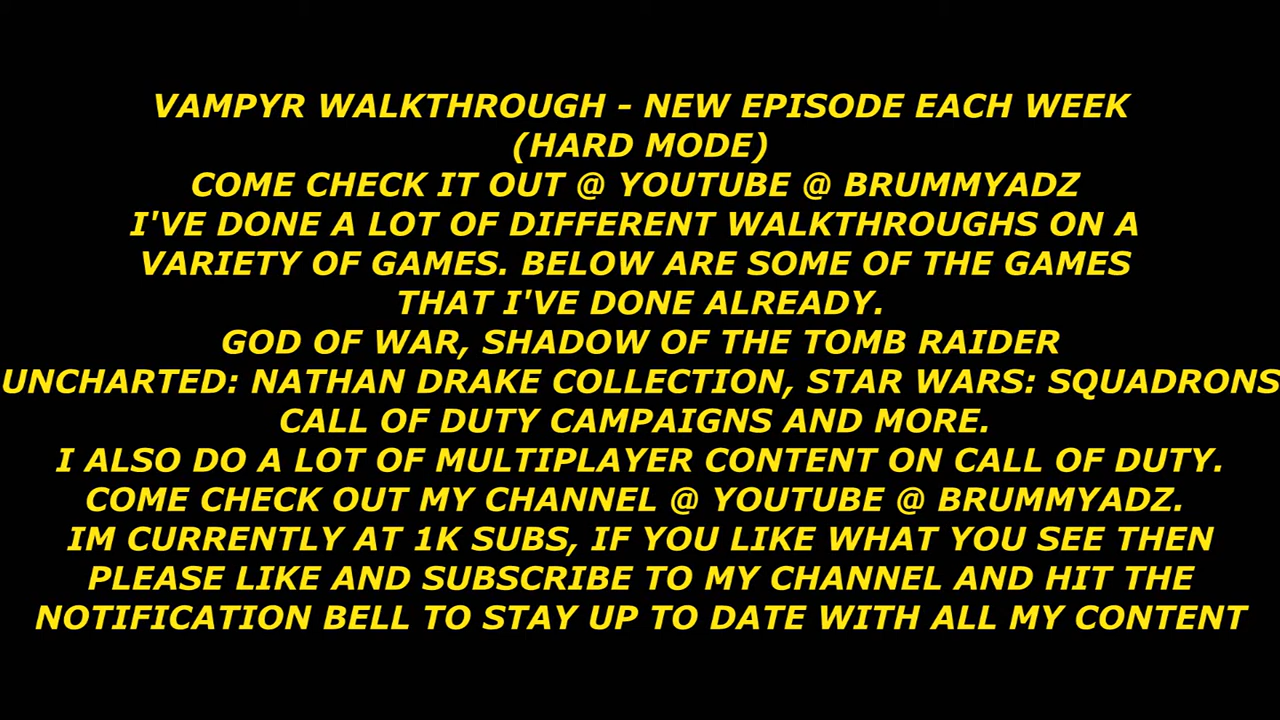 VAMPYR WALKTHROUGH - NEW EPISODE EACH WEEK
(HARD MODE)
COME CHECK IT OUT @ YOUTUBE @ BRUMMYADZ
I'VE DONE A LOT OF DIFFERENT WALKTHROUGHS ON A
VARIETY OF GAMES. BELOW ARE SOME OF THE GAMES
THAT I'VE DONE ALREADY.
GOD OF WAR, SHADOW OF THE TOMB RAIDER
UNCHARTED: NATHAN DRAKE COLLECTION, STAR WARS: SQUADRONS
CALL OF DUTY CAMPAIGNS AND MORE.
I ALSO DO A LOT OF MULTIPLAYER CONTENT ON CALL OF DUTY.
COME CHECK OUT MY CHANNEL @ YOUTUBE @ BRUMMYADZ.
IM CURRENTLY AT 1K SUBS, IF YOU LIKE WHAT YOU SEE THEN
PLEASE LIKE AND SUBSCRIBE TO MY CHANNEL AND HIT THE
NOTIFICATION BELL TO STAY UP TO DATE WITH ALL MY CONTENT